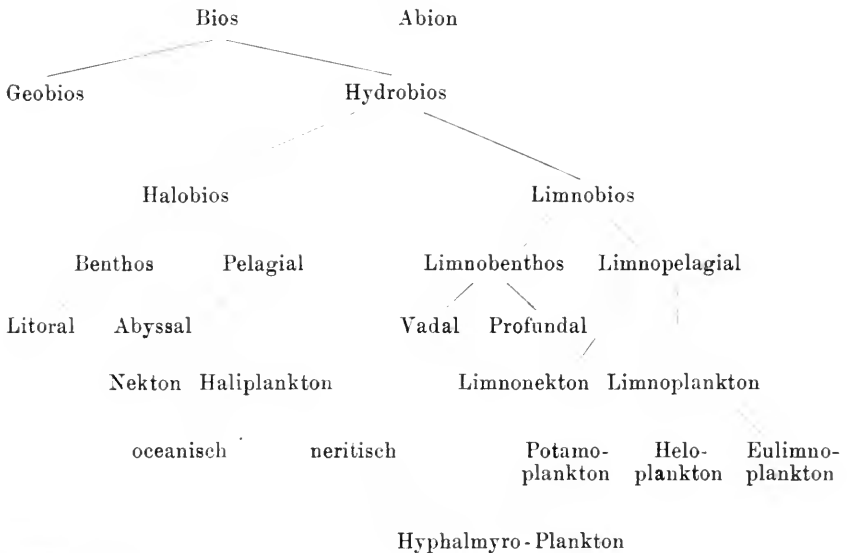 Bios Abion
Geobios Hydrobios
Halobios Limnobios
Benthos Pelagial Limnobenthos Limnopelagial
Litoral Abyssal Vadal Profundal
Nekton Haliplankton Limnonekton Limnoplankton
oceanisch neritisch Potamo- Helo- Eulimno-
plankton plankton plankton
Hyphalmyro-Plankton